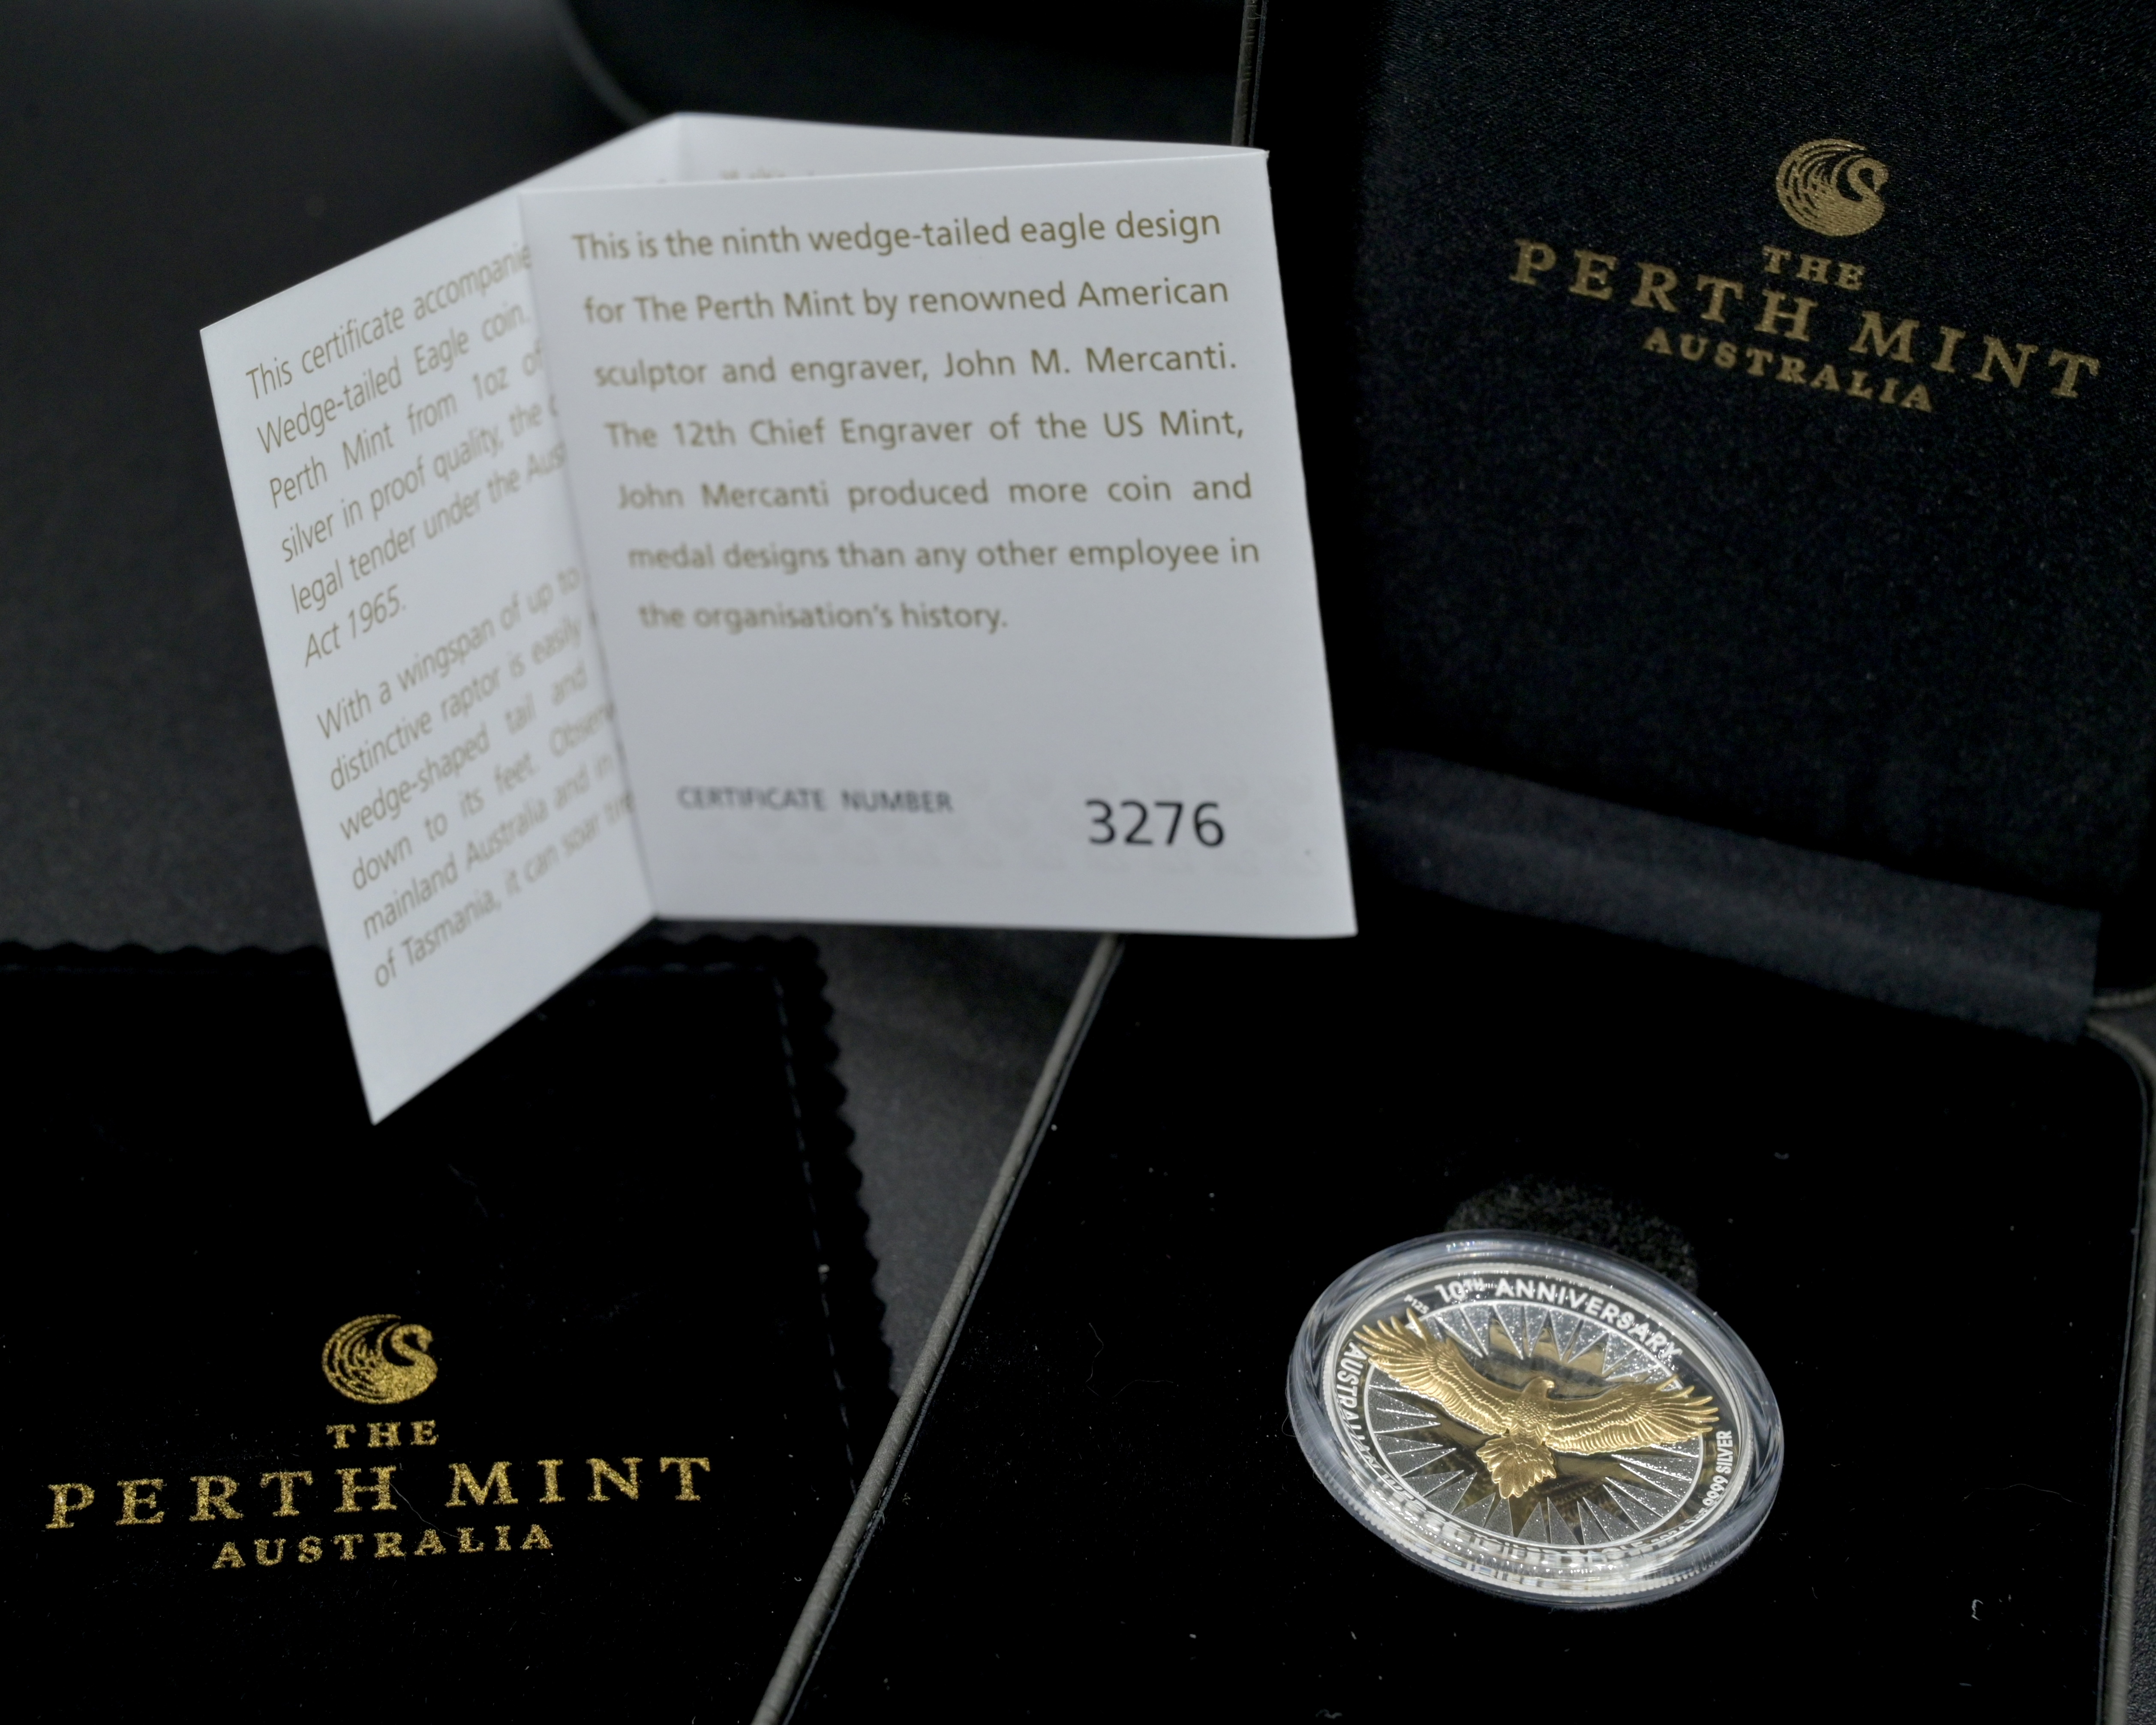 This certificate
Wedge-tailed Eagle coin,
Perth Mint from 1oz of
silver in proof quality, the
legal tender under the
Act 1965.
With a wingspan of up to
distinctive raptor is easily
wedge-shaped tail and
down to its feet.
mainland Australia and in
of Tasmania, it can soar
This is the ninth wedge-tailed eagle design
for The Perth Mint by renowned American
sculptor and engraver, John M. Mercanti.
The 12th Chief Engraver of the US Mint,
John Mercanti produced more coin and
medal designs than any other employee in
the organisation's history.
CERTIFICATE NUMBER 3276
THE
PERTH MINT
AUSTRALIA
THE
PERTH MINT
AUSTRALIA
P125
10TH ANNIVERSARY
9999 SILVER